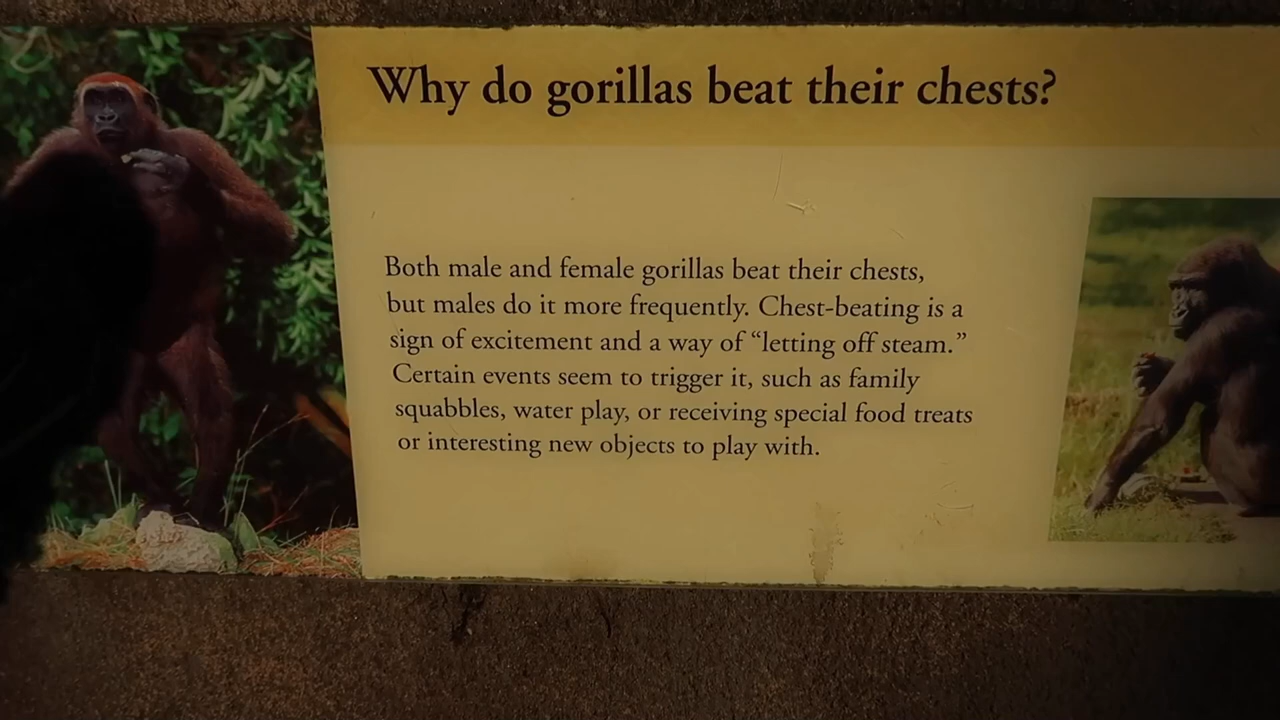 Why do gorillas beat their chests?
Both male and female gorillas beat their chests,
but males do it more frequently. Chest-beating is a
sign of excitement and a way of “letting off steam.”
Certain events seem to trigger it, such as family
squabbles, water play, or receiving special food treats
or interesting new objects to play with.